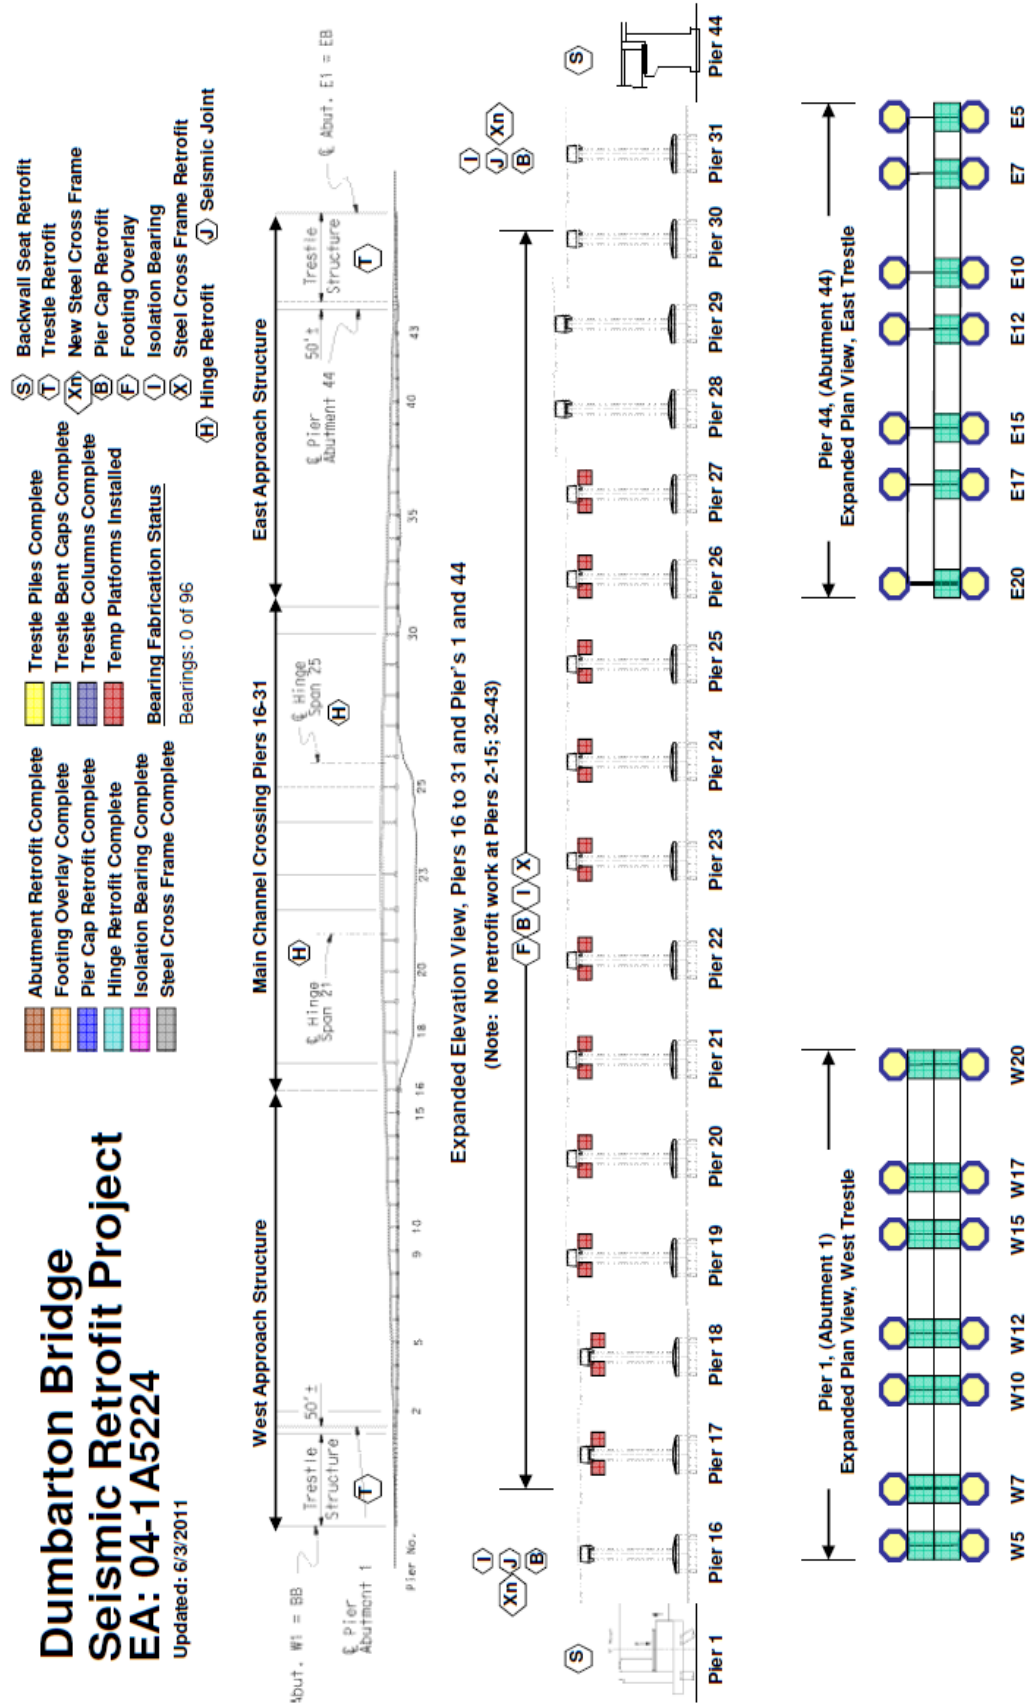 Dumbarton Bridge
Seismic Retrofit Project
EA: 04-1A5224
Updated: 6/3/2011
Abutment Retrofit Complete
Footing Overlay Complete
Pier Cap Retrofit Complete
Hinge Retrofit Complete
Isolation Bearing Complete
Steel Cross Frame Complete
Trestle Piles Complete
Trestle Bent Caps Complete
Trestle Columns Complete
Temp Platforms Installed
Bearing Fabrication Status
Bearings: 0 of 96
S Backwall Seat Retrofit
T Trestle Retrofit
Xn New Steel Cross Frame
B Pier Cap Retrofit
F Footing Overlay
I Isolation Bearing
X Steel Cross Frame Retrofit
H Hinge Retrofit J Seismic Joint
West Approach Structure
Main Channel Crossing Piers 16-31
East Approach Structure
Abut. W1 = BB
Trestle
Structure
50'±
℄ Pier
Abutment 1
T
℄ Hinge
Span 21
H
℄ Hinge
Span 25
H
℄ Pier
Abutment 44
50'±
Trestle
Structure
T
℄ Abut. E1 = EB
Pier No.
2 5 9 10 15 16 18 20 23 25 30 35 40 43
Expanded Elevation View, Piers 16 to 31 and Pier's 1 and 44
(Note: No retrofit work at Piers 2-15; 32-43)
S
I
J
Xn
B
F B I X
I
J
Xn
B
S
Pier 1 Pier 16 Pier 17 Pier 18 Pier 19 Pier 20 Pier 21 Pier 22 Pier 23 Pier 24 Pier 25 Pier 26 Pier 27 Pier 28 Pier 29 Pier 30 Pier 31 Pier 44
Pier 1, (Abutment 1)
Expanded Plan View, West Trestle
W5 W7 W10 W12 W15 W17 W20
Pier 44, (Abutment 44)
Expanded Plan View, East Trestle
E20 E17 E15 E12 E10 E7 E5